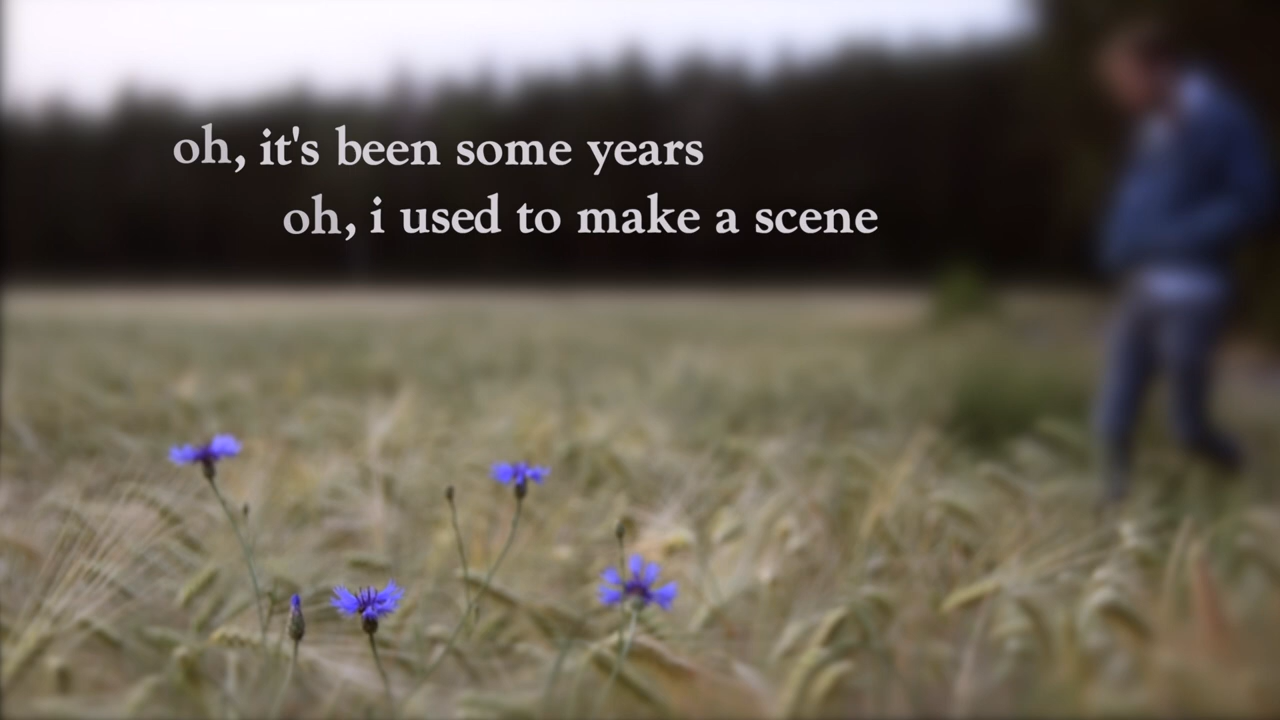 oh, it's been some years
oh, i used to make a scene